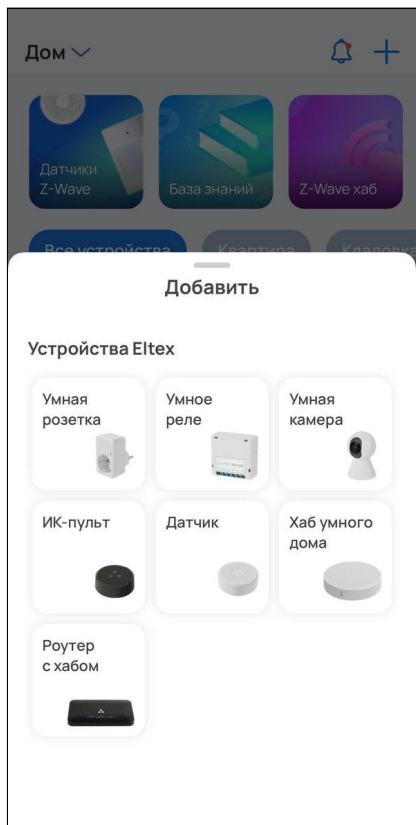 Дом
Датчики
Z-Wave
База знаний
Z-Wave хаб
Все устройства
Квартира
Кладовка
Добавить
Устройства Eltex
Умная
розетка
Умное
реле
Умная
камера
ИК-пульт
Датчик
Хаб умного
дома
Роутер
с хабом